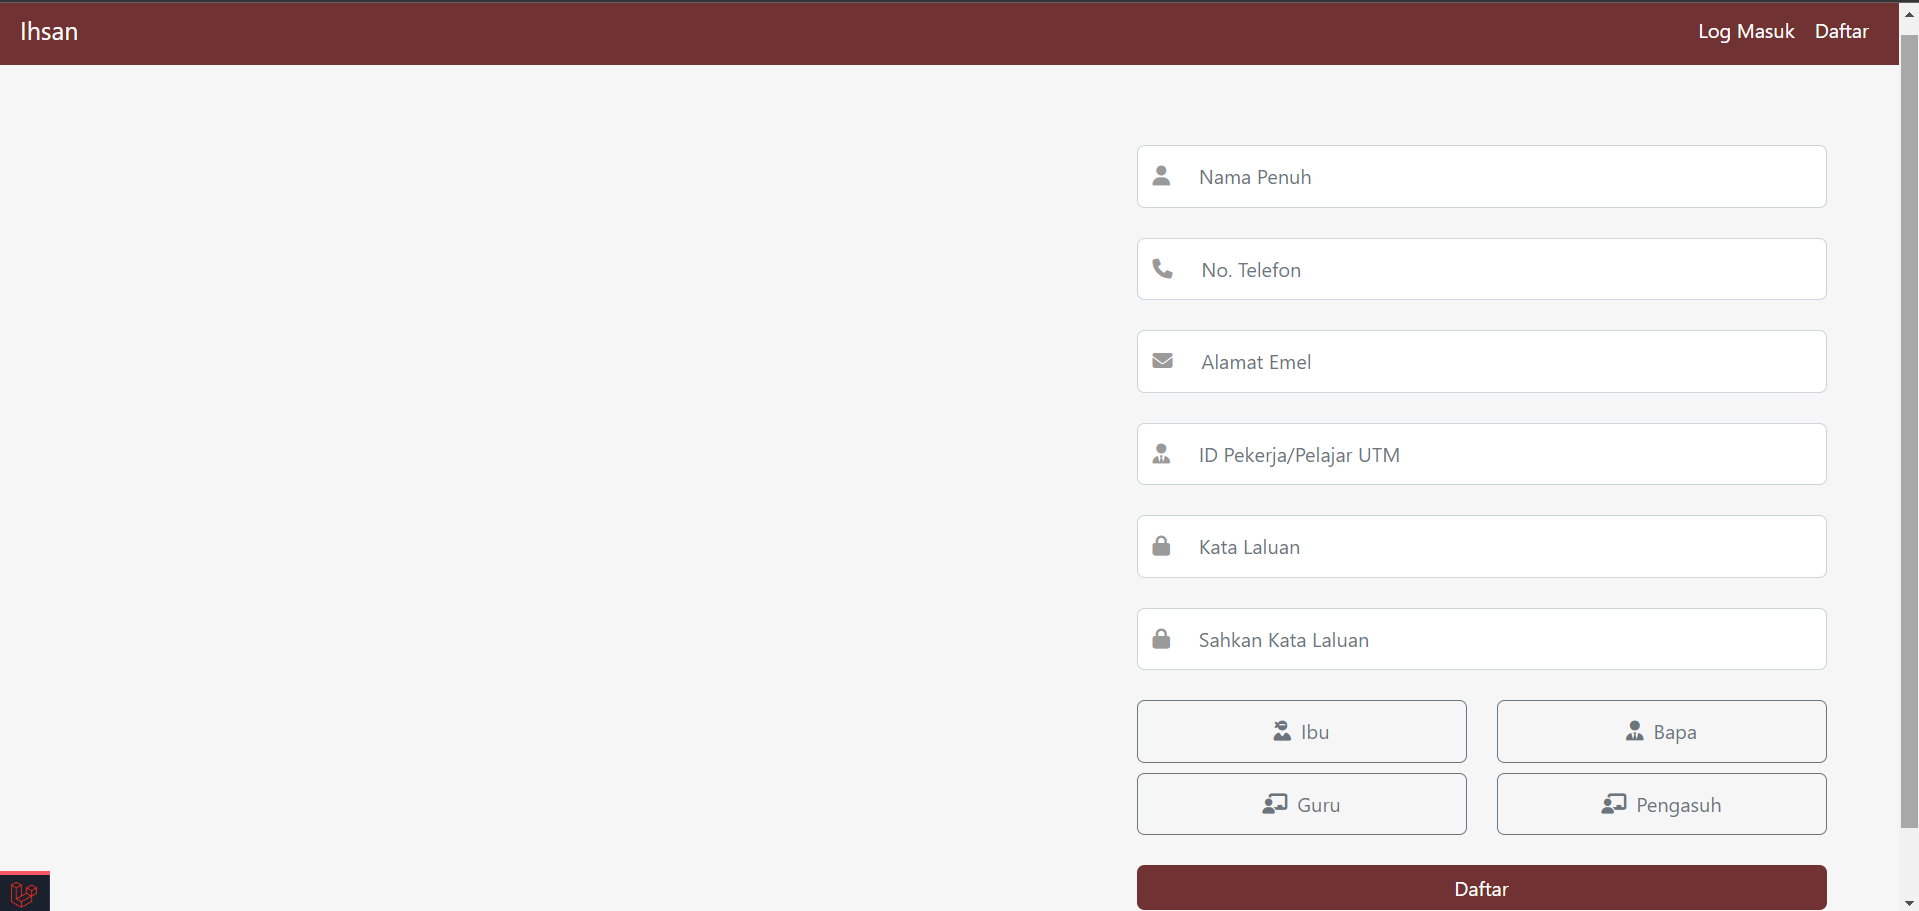 Ihsan
Log Masuk Daftar
Nama Penuh
No. Telefon
Alamat Emel
ID Pekerja/Pelajar UTM
Kata Laluan
Sahkan Kata Laluan
Ibu Bapa
Guru Pengasuh
Daftar